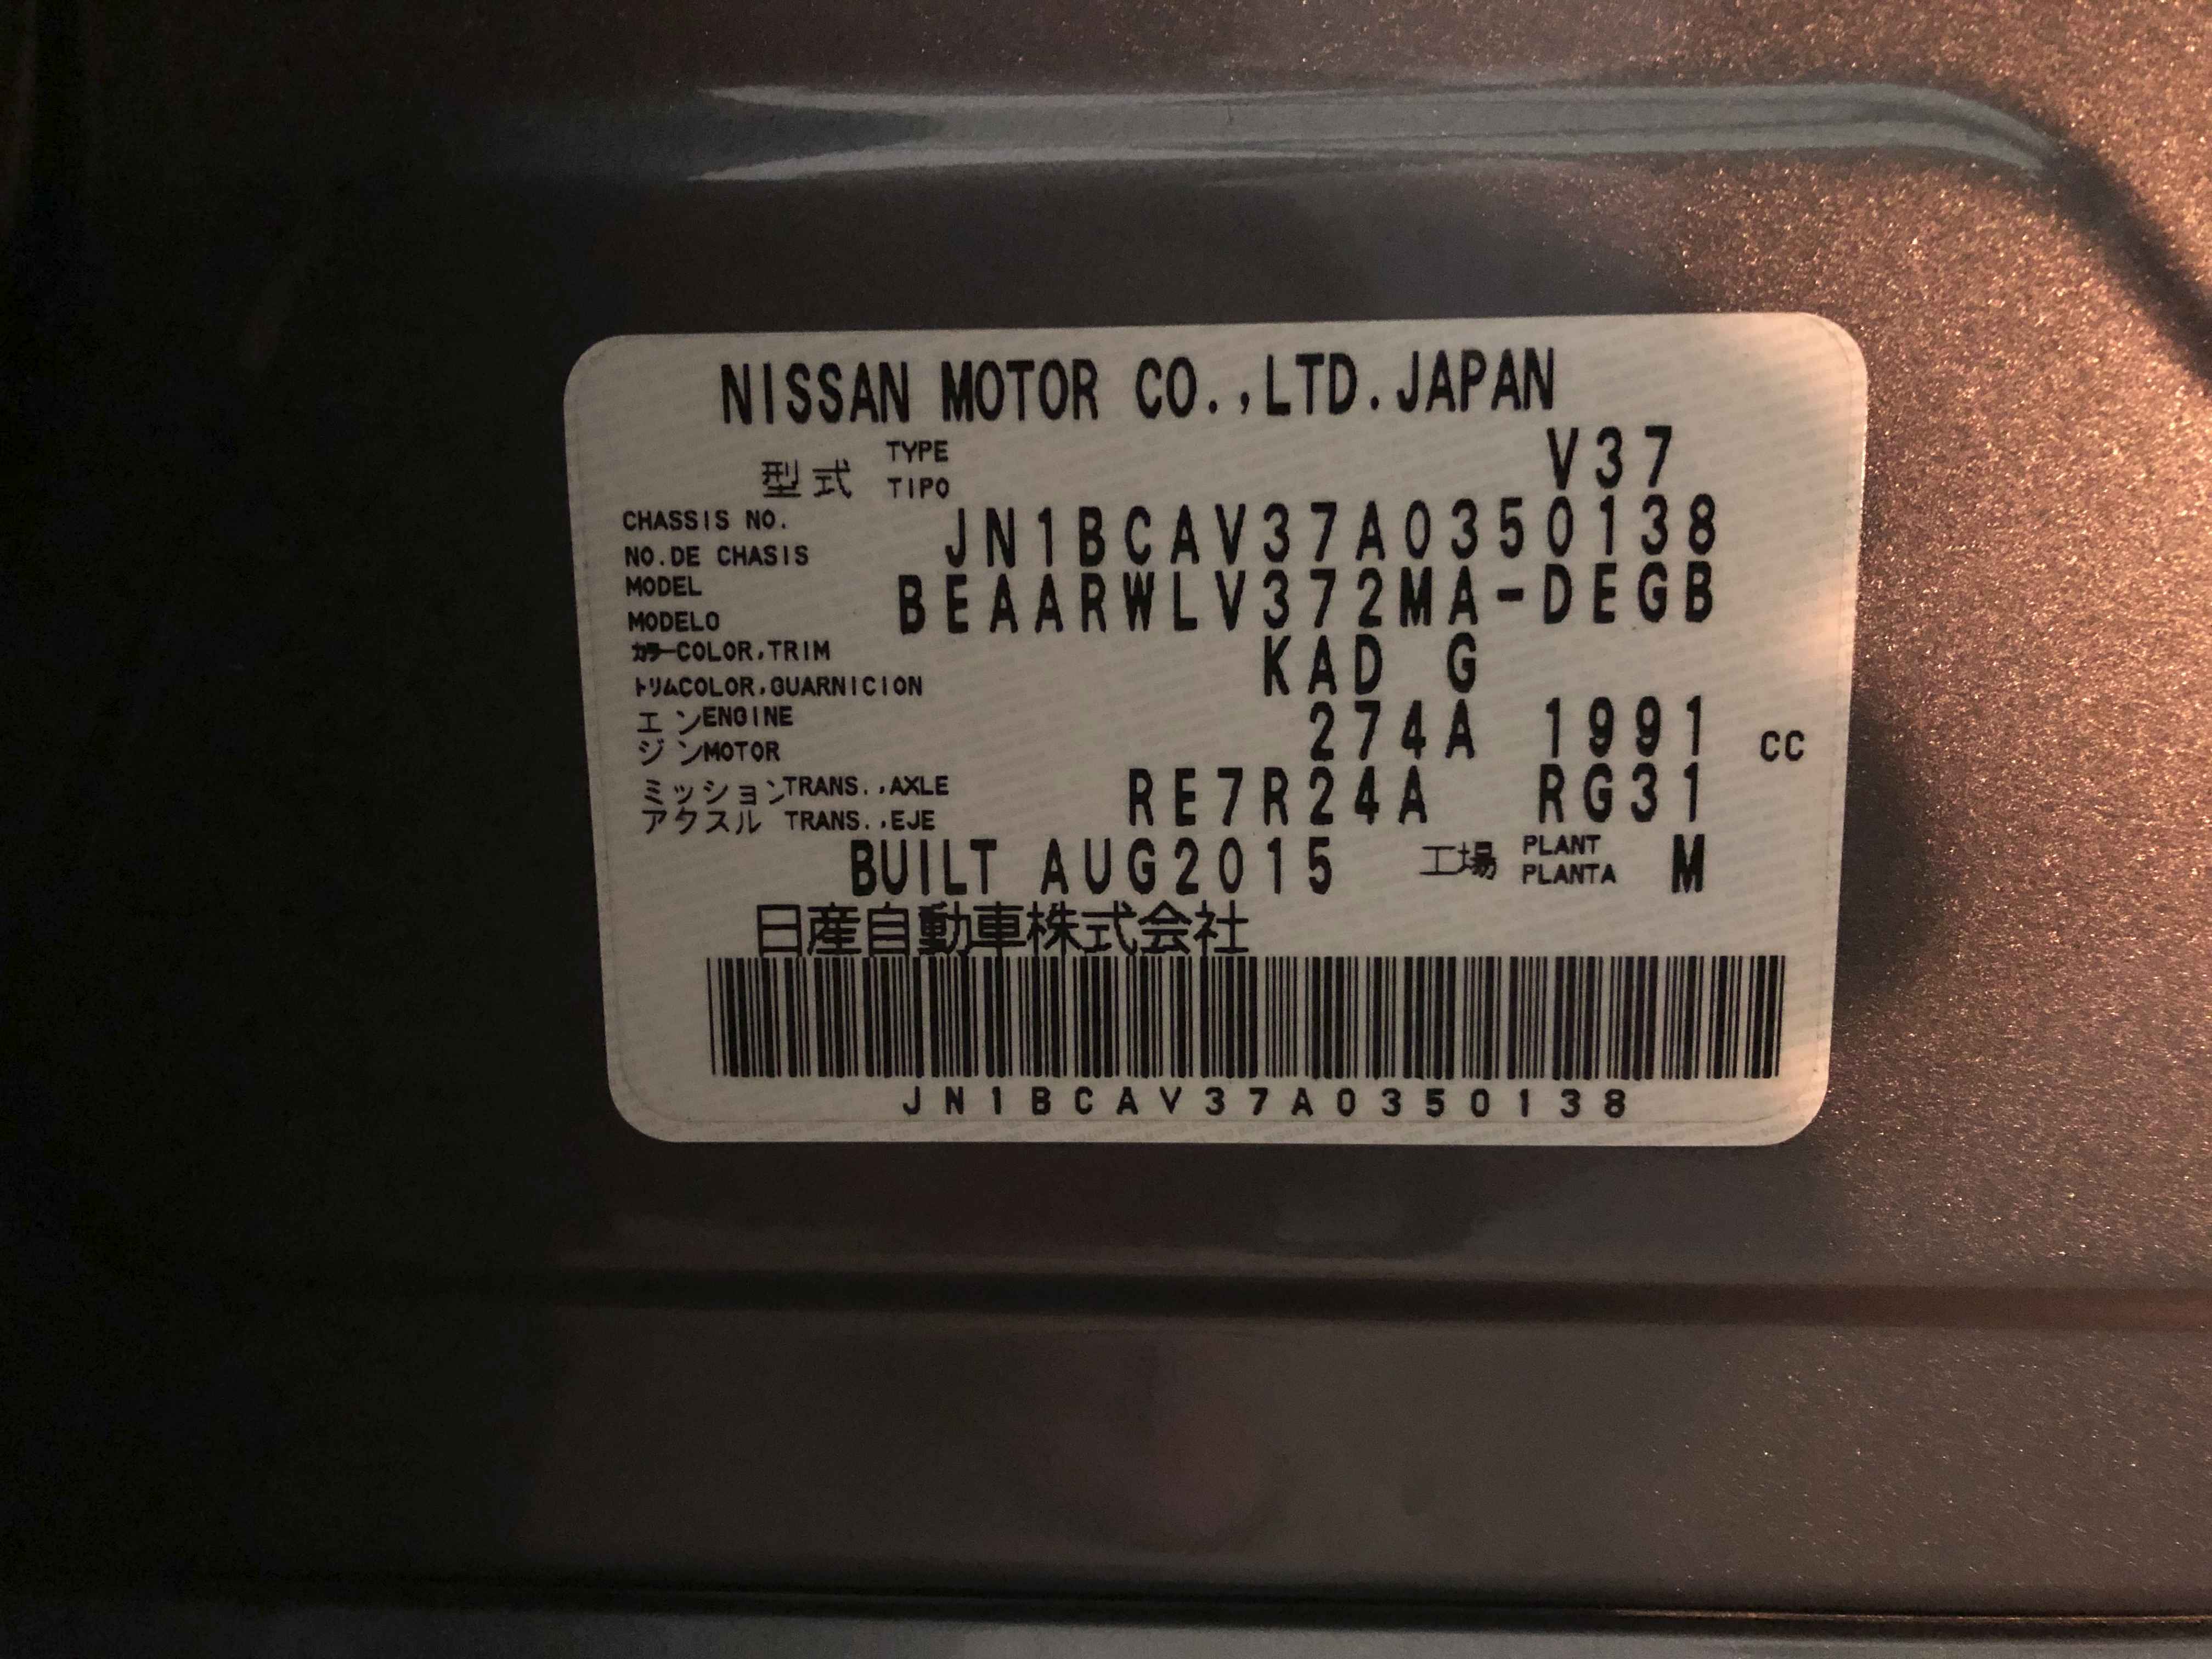 NISSAN MOTOR CO.,LTD.JAPAN
型式 TYPE TIPO V37
CHASSIS NO.
NO.DE CHASIS JN1BCAV37A0350138
MODEL
MODELO BEAARWLV372MA-DEGB
カラーCOLOR,TRIM
トリムCOLOR,GUARNICION KAD G
エンENGINE
ジンMOTOR 274A 1991 CC
ミッションTRANS.,AXLE
アクスル TRANS.,EJE RE7R24A RG31
BUILT AUG2015 工場 PLANT PLANTA M
日産自動車株式会社
JN1BCAV37A0350138